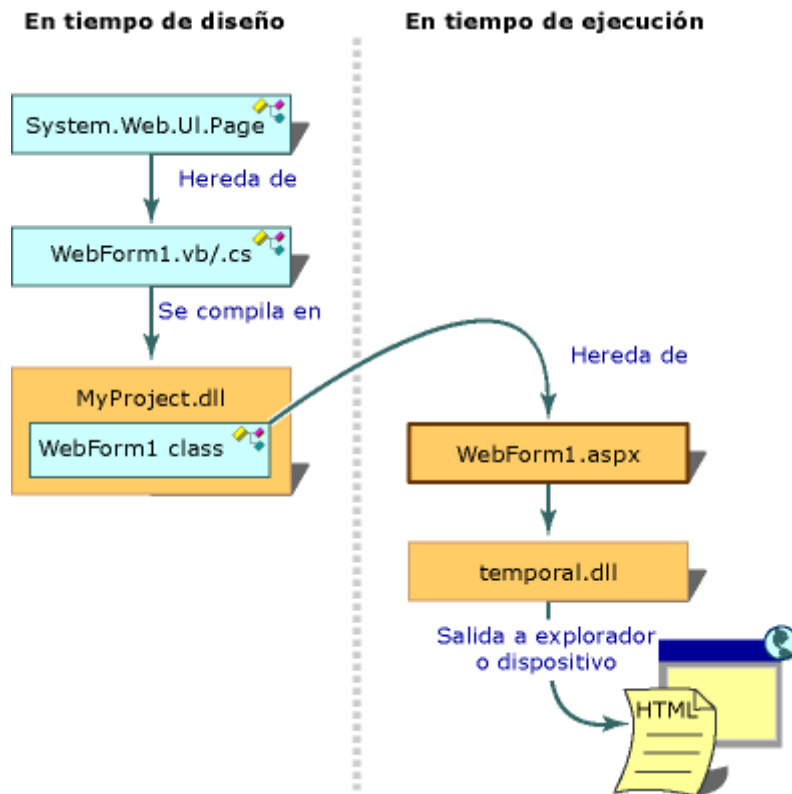 En tiempo de diseño
En tiempo de ejecución
System.Web.UI.Page
Hereda de
WebForm1.vb/.cs
Se compila en
MyProject.dll
WebForm1 class
Hereda de
WebForm1.aspx
temporal.dll
Salida a explorador
o dispositivo
HTML